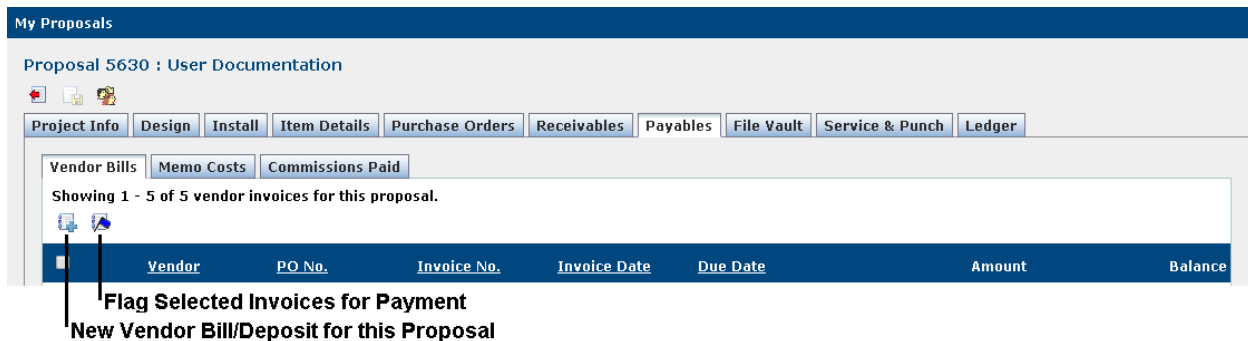 My Proposals
Proposal 5630 : User Documentation
Project Info Design Install Item Details Purchase Orders Receivables Payables File Vault Service & Punch Ledger
Vendor Bills Memo Costs Commissions Paid
Showing 1 - 5 of 5 vendor invoices for this proposal.
Vendor PO No. Invoice No. Invoice Date Due Date Amount Balance
Flag Selected Invoices for Payment
New Vendor Bill/Deposit for this Proposal